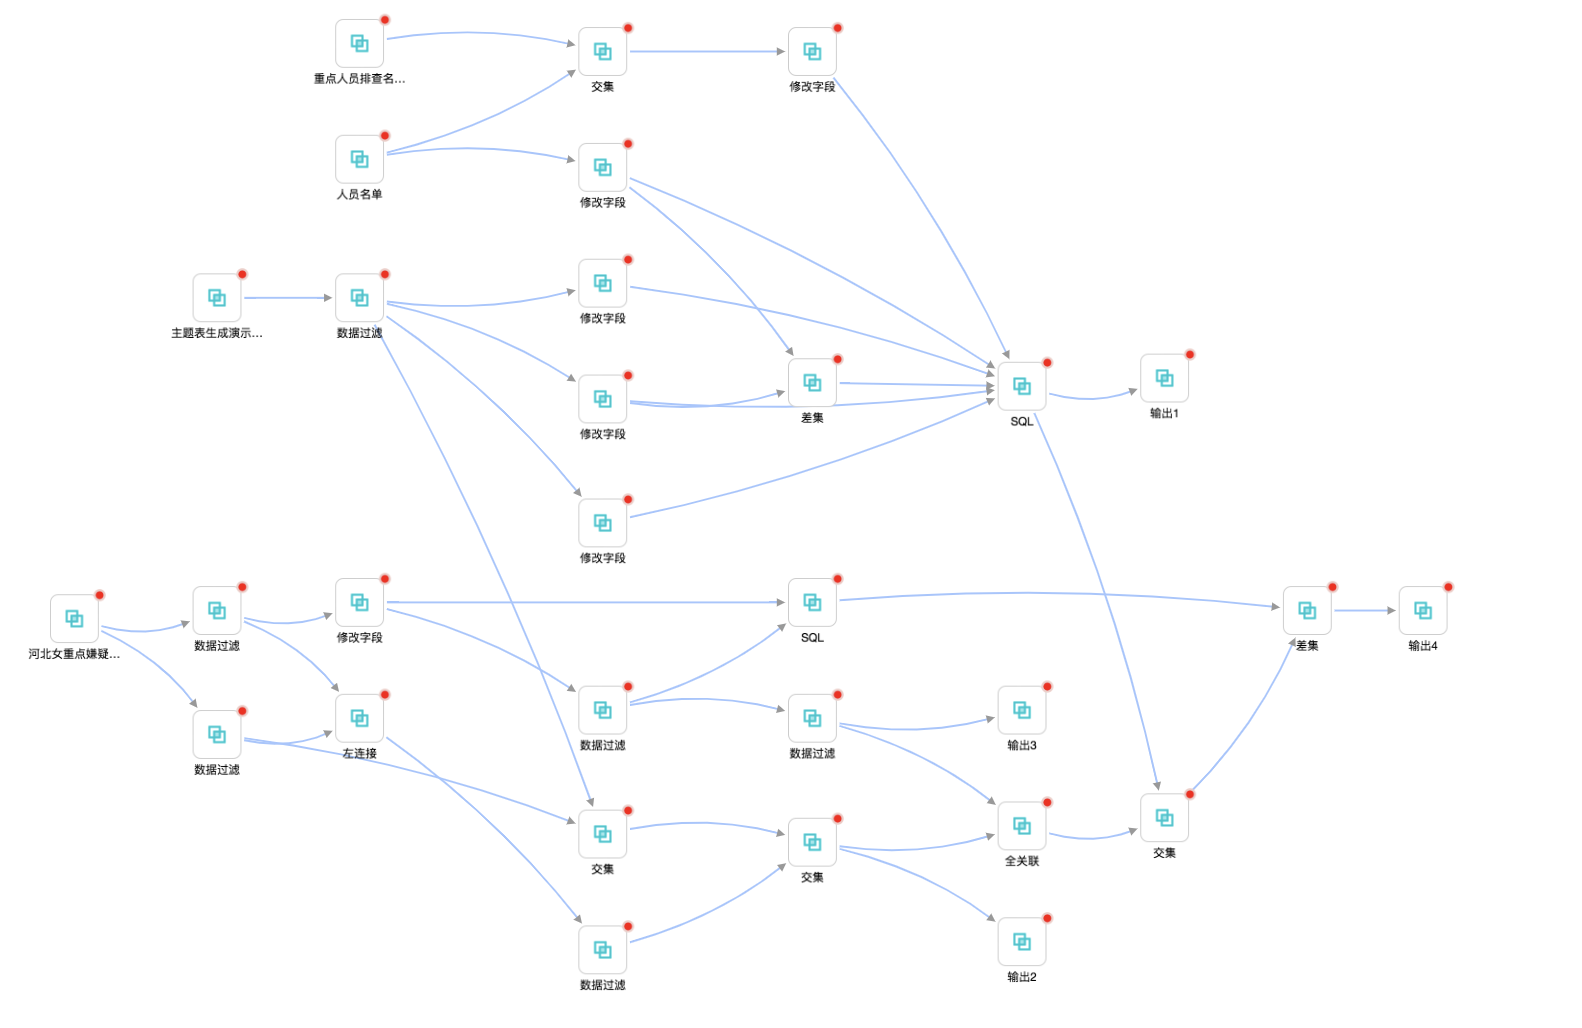 重点人员排查名...
交集
修改字段
人员名单
修改字段
主题表生成演示...
数据过滤
修改字段
修改字段
差集
SQL
输出1
修改字段
河北女重点嫌疑...
数据过滤
修改字段
SQL
差集
输出4
数据过滤
左连接
数据过滤
数据过滤
输出3
交集
交集
全关联
交集
数据过滤
输出2